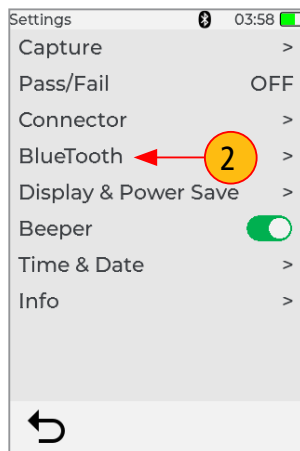 Settings 03:58
Capture >
Pass/Fail OFF
Connector >
BlueTooth 2 >
Display & Power Save >
Beeper
Time & Date >
Info >